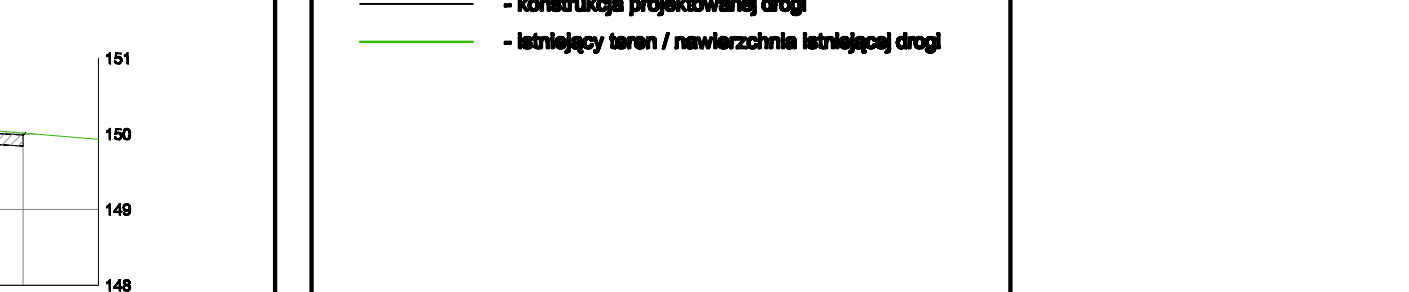 - konstrukcja projektowanej drogi
- istniejący teren / nawierzchnia istniejącej drogi
151
150
149
148